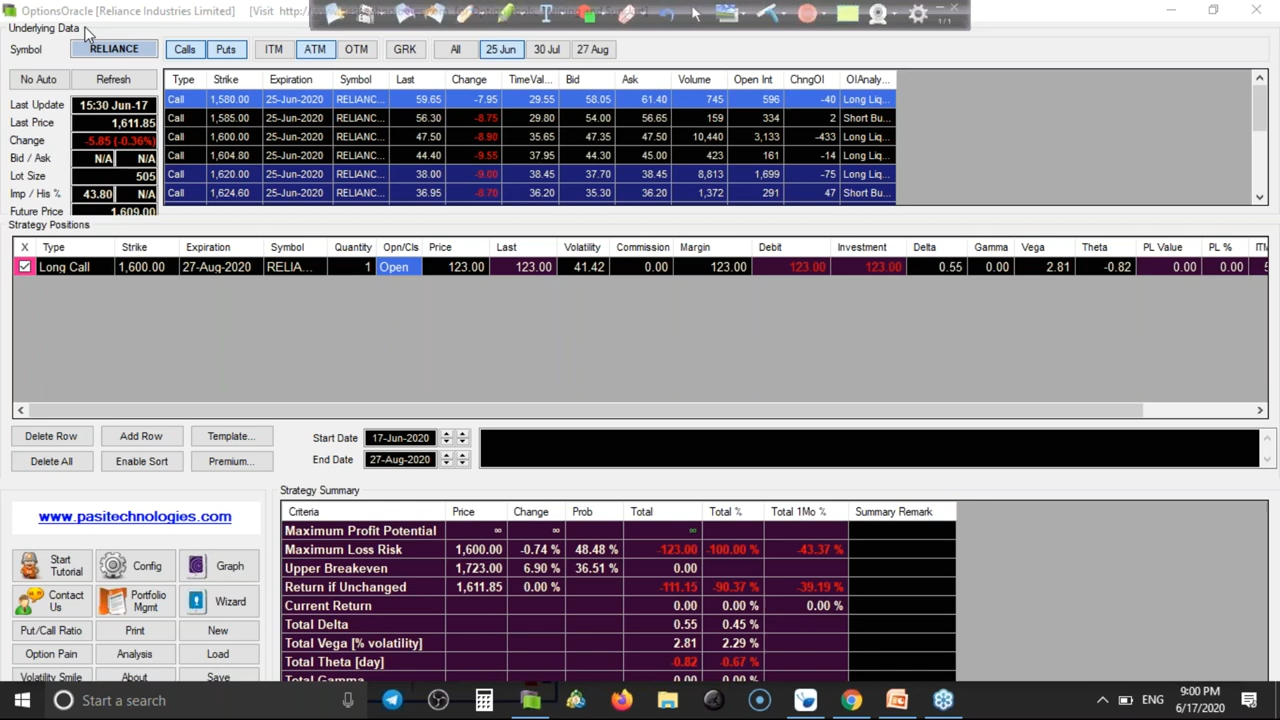 OptionsOracle [Reliance Industries Limited] [Visit
Underlying Data
Symbol RELIANCE Calls Puts ITM ATM OTM GRK All 25 Jun 30 Jul 27 Aug
No Auto Refresh
Type Strike Expiration Symbol Last Change TimeVal... Bid Ask Volume Open Int ChngOI OIAnaly...
Call 1,580.00 25-Jun-2020 RELIANC... 59.65 -7.95 29.55 58.05 61.40 745 596 -40 Long Liq...
Call 1,585.00 25-Jun-2020 RELIANC... 56.30 -8.75 29.80 54.00 56.65 159 334 2 Short Bu...
Call 1,600.00 25-Jun-2020 RELIANC... 47.50 -8.90 35.65 47.35 47.50 10,440 3,133 -433 Long Liq...
Call 1,604.80 25-Jun-2020 RELIANC... 44.40 -9.55 37.95 44.30 45.00 423 161 -14 Long Liq...
Call 1,620.00 25-Jun-2020 RELIANC... 38.00 -9.00 38.45 37.70 38.45 8,813 1,699 -75 Long Liq...
Call 1,624.60 25-Jun-2020 RELIANC... 36.95 -8.70 36.20 35.30 36.20 1,372 291 47 Short Bu...
Last Update 15:30 Jun-17
Last Price 1,611.85
Change -5.85 (-0.36%)
Bid / Ask N/A N/A
Lot Size 505
Imp / His % 43.80 N/A
Future Price 1,609.00
1/1
Strategy Positions
X Type Strike Expiration Symbol Quantity Opn/Cls Price Last Volatility Commission Margin Debit Investment Delta Gamma Vega Theta PL Value PL % ITM
Long Call 1,600.00 27-Aug-2020 RELIA... 1 Open 123.00 123.00 41.42 0.00 123.00 123.00 123.00 0.55 0.00 2.81 -0.82 0.00 0.00
Delete Row Add Row Template... Start Date 17-Jun-2020
Delete All Enable Sort Premium... End Date 27-Aug-2020
www.pasitechnologies.com
Start Tutorial Config Graph
Contact Us Portfolio Mgmt Wizard
Put/Call Ratio Print New
Option Pain Analysis Load
Volatility Smile About Save
Strategy Summary
Criteria Price Change Prob Total Total % Total 1Mo % Summary Remark
Maximum Profit Potential ∞ ∞ ∞
Maximum Loss Risk 1,600.00 -0.74 % 48.48 % -123.00 -100.00 % -43.37 %
Upper Breakeven 1,723.00 6.90 % 36.51 % 0.00
Return if Unchanged 1,611.85 0.00 % -111.15 -90.37 % -39.19 %
Current Return 0.00 0.00 % 0.00 %
Total Delta 0.55 0.45 %
Total Vega [% volatility] 2.81 2.29 %
Total Theta [day] -0.82 -0.67 %
Total Gamma
Start a search
ENG
9:00 PM
6/17/2020